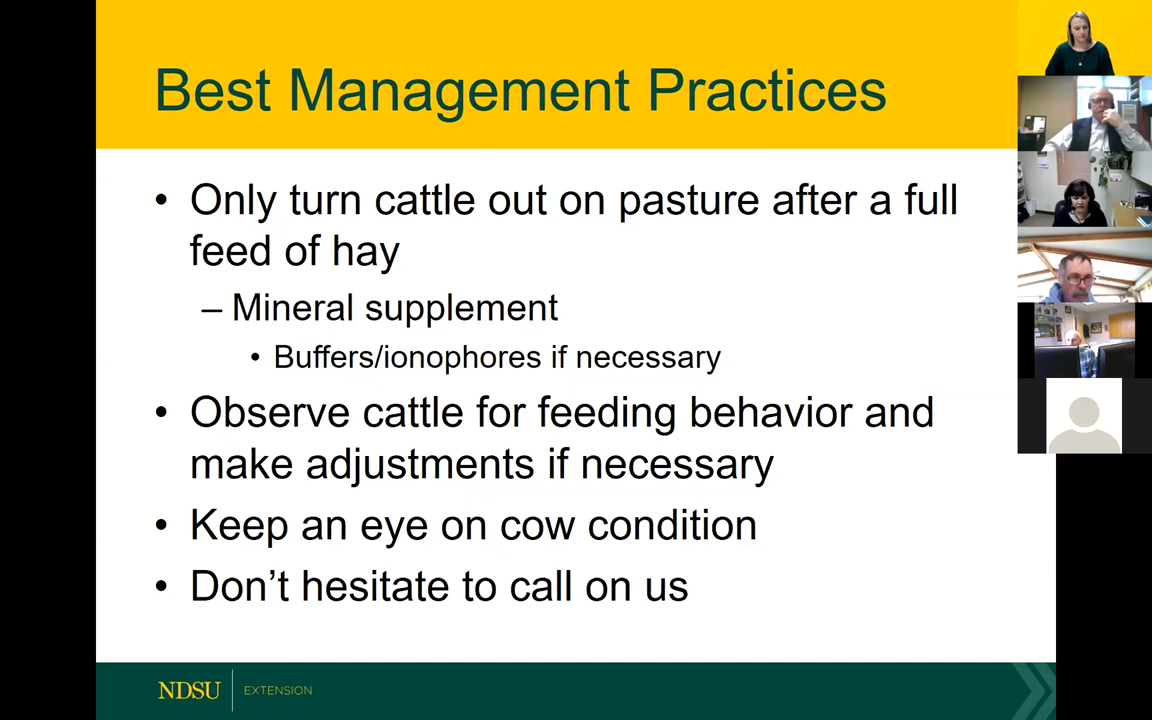 Best Management Practices
• Only turn cattle out on pasture after a full
feed of hay
– Mineral supplement
• Buffers/ionophores if necessary
• Observe cattle for feeding behavior and
make adjustments if necessary
• Keep an eye on cow condition
• Don’t hesitate to call on us
NDSU EXTENSION